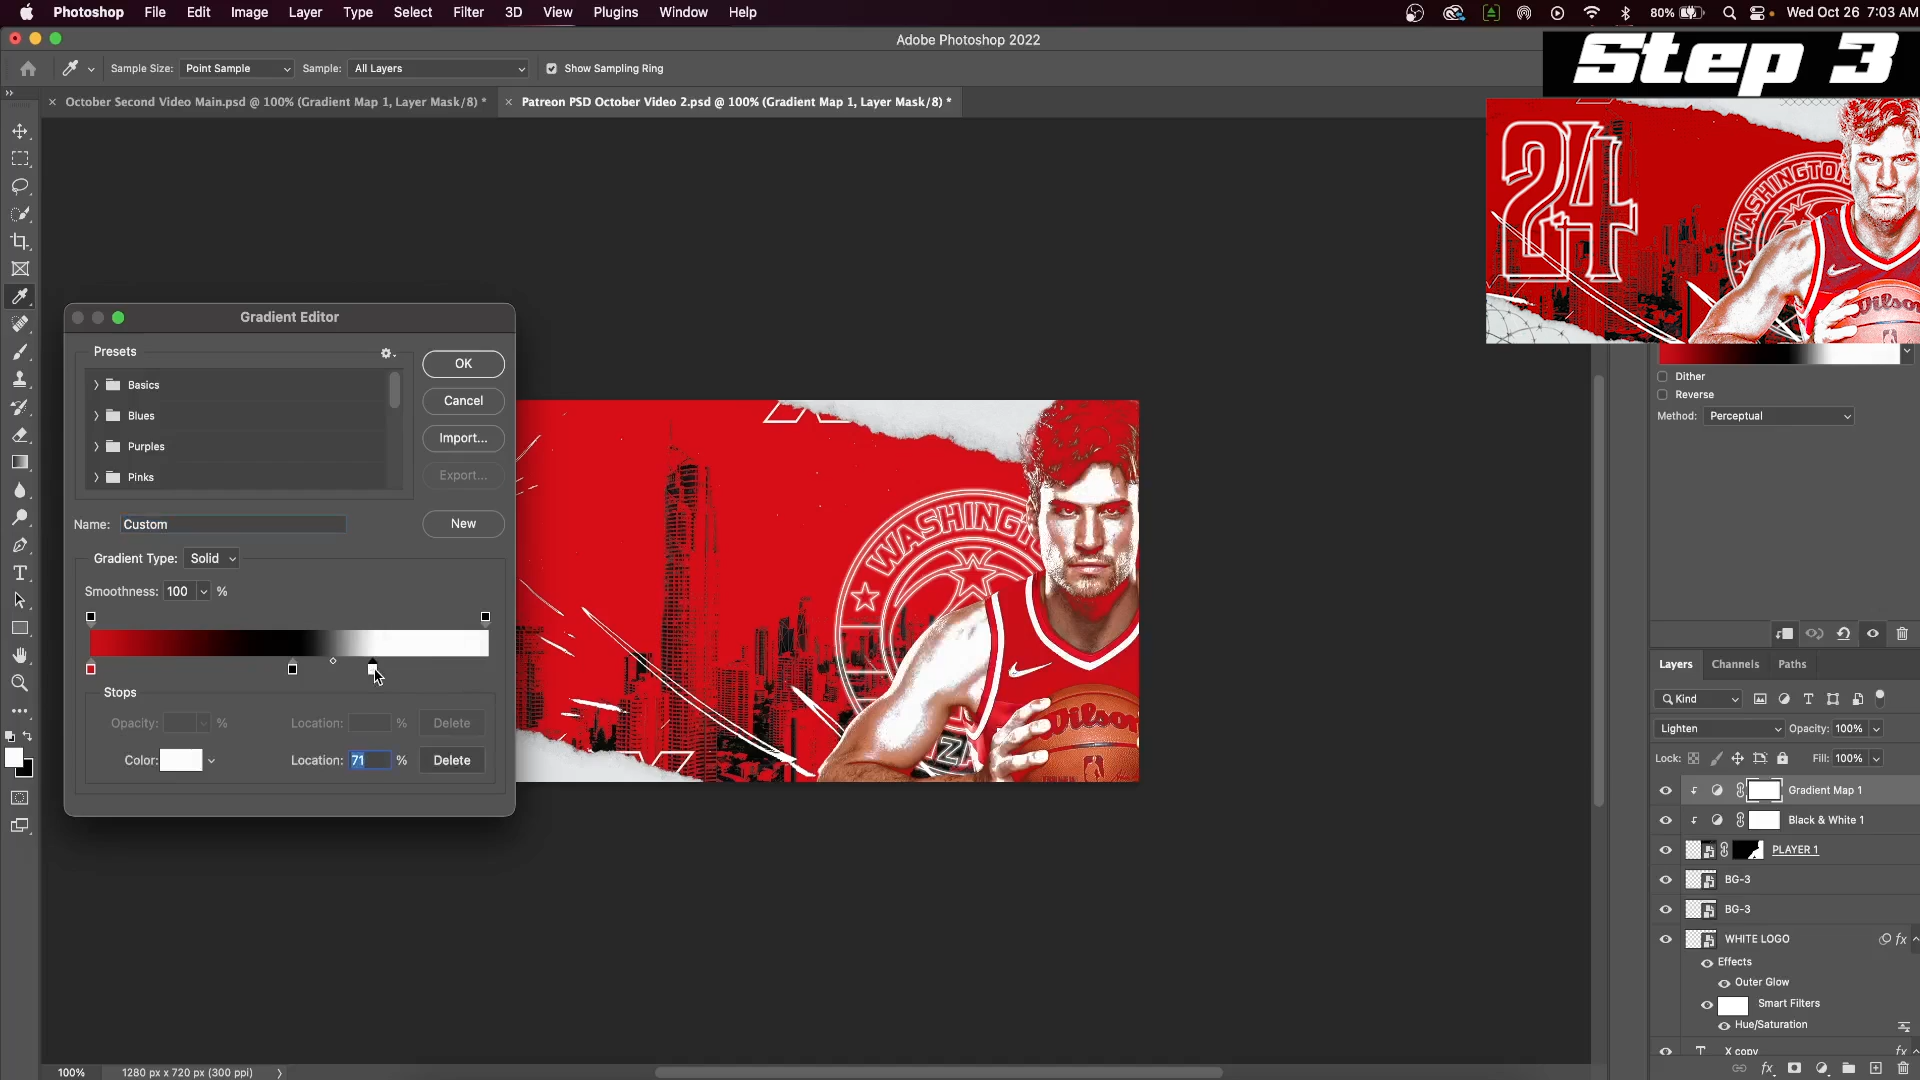 Photoshop File Edit Image Layer Type Select Filter 3D View Plugins Window Help 80% Wed Oct 26 7:03 AM
Adobe Photoshop 2022
Step 3
Sample Size: Point Sample Sample: All Layers Show Sampling Ring
October Second Video Main.psd @ 100% (Gradient Map 1, Layer Mask/8) *
Patreon PSD October Video 2.psd @ 100% (Gradient Map 1, Layer Mask/8) *
24
WASHINGTON
Wilson
Gradient Editor
Presets
Basics
Blues
Purples
Pinks
OK
Cancel
Import...
Export...
Name: Custom
New
Gradient Type: Solid
Smoothness: 100 %
Stops
Opacity: % Location: % Delete
Color: Location: 71 % Delete
WASHINGTON
Wilson
Dither
Reverse
Method: Perceptual
Layers Channels Paths
Kind
Lighten Opacity: 100%
Lock: Fill: 100%
Gradient Map 1
Black & White 1
PLAYER 1
BG-3
BG-3
WHITE LOGO fx
Effects
Outer Glow
Smart Filters
Hue/Saturation
T X copy fx
100% 1280 px x 720 px (300 ppi)